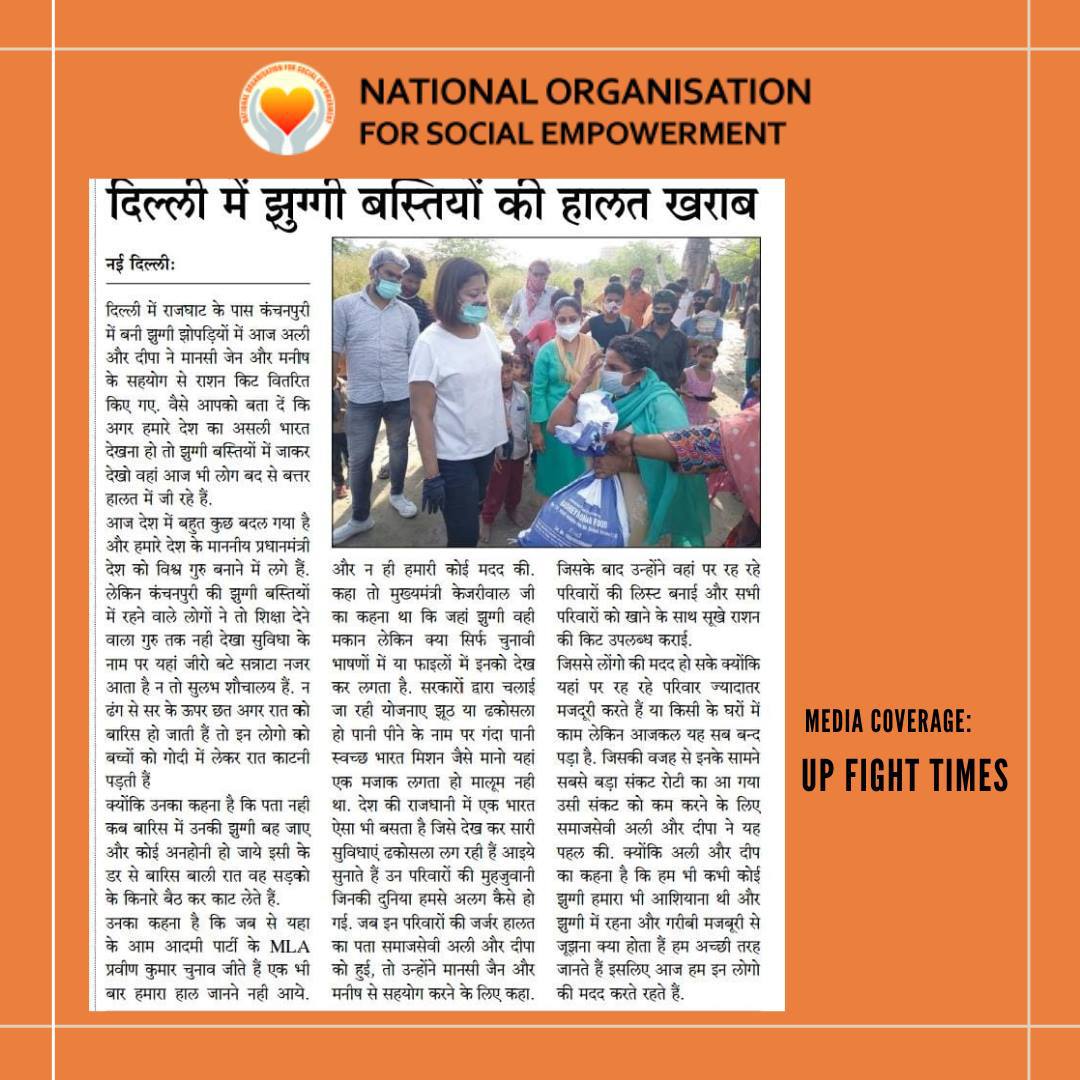 NATIONAL ORGANISATION FOR SOCIAL EMPOWERMENT
NATIONAL ORGANISATION
FOR SOCIAL EMPOWERMENT
दिल्ली में झुग्गी बस्तियों की हालत खराब
नई दिल्ली:
दिल्ली में राजघाट के पास कंचनपुरी
में बनी झुग्गी झोपड़ियों में आज अली
और दीपा ने मानसी जेन और मनीष
के सहयोग से राशन किट वितरित
किए गए. वैसे आपको बता दें कि
अगर हमारे देश का असली भारत
देखना हो तो झुग्गी बस्तियों में जाकर
देखो वहां आज भी लोग बद से बत्तर
हालत में जी रहे हैं.
आज देश में बहुत कुछ बदल गया है
और हमारे देश के माननीय प्रधानमंत्री
देश को विश्व गुरु बनाने में लगे हैं.
लेकिन कंचनपुरी की झुग्गी बस्तियों
में रहने वाले लोगों ने तो शिक्षा देने
वाला गुरु तक नही देखा सुविधा के
नाम पर यहां जीरो बटे सन्नाटा नजर
आता है न तो सुलभ शौचालय हैं. न
ढंग से सर के ऊपर छत अगर रात को
बारिस हो जाती हैं तो इन लोगो को
बच्चों को गोदी में लेकर रात काटनी
पड़ती हैं
क्योंकि उनका कहना है कि पता नही
कब बारिस में उनकी झुग्गी बह जाए
और कोई अनहोनी हो जाये इसी के
डर से बारिस बाली रात वह सड़को
के किनारे बैठ कर काट लेते हैं.
उनका कहना है कि जब से यहा
के आम आदमी पार्टी के MLA
प्रवीण कुमार चुनाव जीते हैं एक भी
बार हमारा हाल जानने नही आये.
और न ही हमारी कोई मदद की.
कहा तो मुख्यमंत्री केजरीवाल जी
का कहना था कि जहां झुग्गी वही
मकान लेकिन क्या सिर्फ चुनावी
भाषणों में या फाइलों में इनको देख
कर लगता है. सरकारों द्वारा चलाई
जा रही योजनाए झूठ या ढकोसला
हो पानी पीने के नाम पर गंदा पानी
स्वच्छ भारत मिशन जैसे मानो यहां
एक मजाक लगता हो मालूम नही
था. देश की राजधानी में एक भारत
ऐसा भी बसता है जिसे देख कर सारी
सुविधाएं ढकोसला लग रही हैं आइये
सुनाते हैं उन परिवारों की मुहजुवानी
जिनकी दुनिया हमसे अलग कैसे हो
गई. जब इन परिवारों की जर्जर हालत
का पता समाजसेवी अली और दीपा
को हुई, तो उन्होंने मानसी जैन और
मनीष से सहयोग करने के लिए कहा.
जिसके बाद उन्होंने वहां पर रह रहे
परिवारों की लिस्ट बनाई और सभी
परिवारों को खाने के साथ सूखे राशन
की किट उपलब्ध कराई.
जिससे लोंगो की मदद हो सके क्योंकि
यहां पर रह रहे परिवार ज्यादातर
मजदूरी करते हैं या किसी के घरों में
काम लेकिन आजकल यह सब बन्द
पड़ा है. जिसकी वजह से इनके सामने
सबसे बड़ा संकट रोटी का आ गया
उसी संकट को कम करने के लिए
समाजसेवी अली और दीपा ने यह
पहल की. क्योंकि अली और दीप
का कहना है कि हम भी कभी कोई
झुग्गी हमारा भी आशियाना थी और
झुग्गी में रहना और गरीबी मजबूरी से
जूझना क्या होता हैं हम अच्छी तरह
जानते हैं इसलिए आज हम इन लोगो
की मदद करते रहते हैं.
MEDIA COVERAGE:
UP FIGHT TIMES